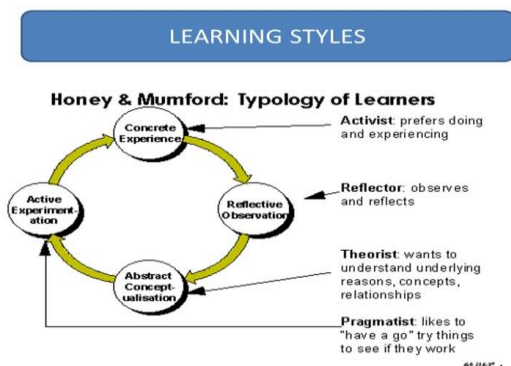 LEARNING STYLES
Honey & Mumford: Typology of Learners
Concrete
Experience
Activist: prefers doing
and experiencing
Reflector: observes
and reflects
Active
Experiment-
ation
Reflective
Observation
Theorist: wants to
understand underlying
reasons, concepts,
relationships
Abstract
Concept-
ualisation
Pragmatist: likes to
"have a go" try things
to see if they work